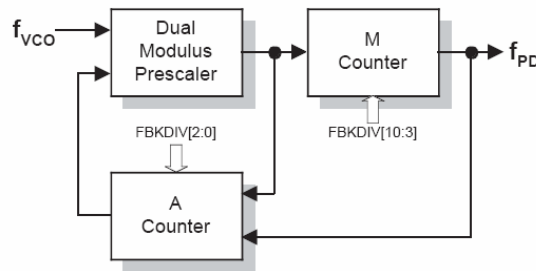 fVCO
Dual
Modulus
Prescaler
M
Counter
fPD
FBKDIV[2:0]
FBKDIV[10:3]
A
Counter